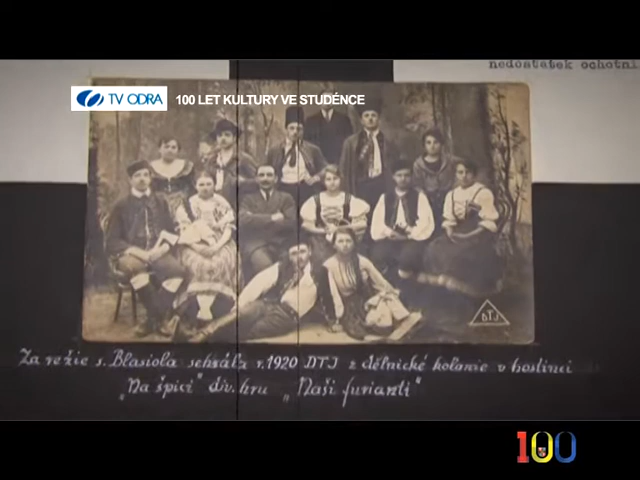 nedostatek ochotni
TV ODRA
100 LET KULTURY VE STUDÉNCE
DTJ
Za režie s. Blasiola sehrála r. 1920 DTJ z dělnické kolonie v hostinci
„Na špici" div. hru „Naši furianti"
100